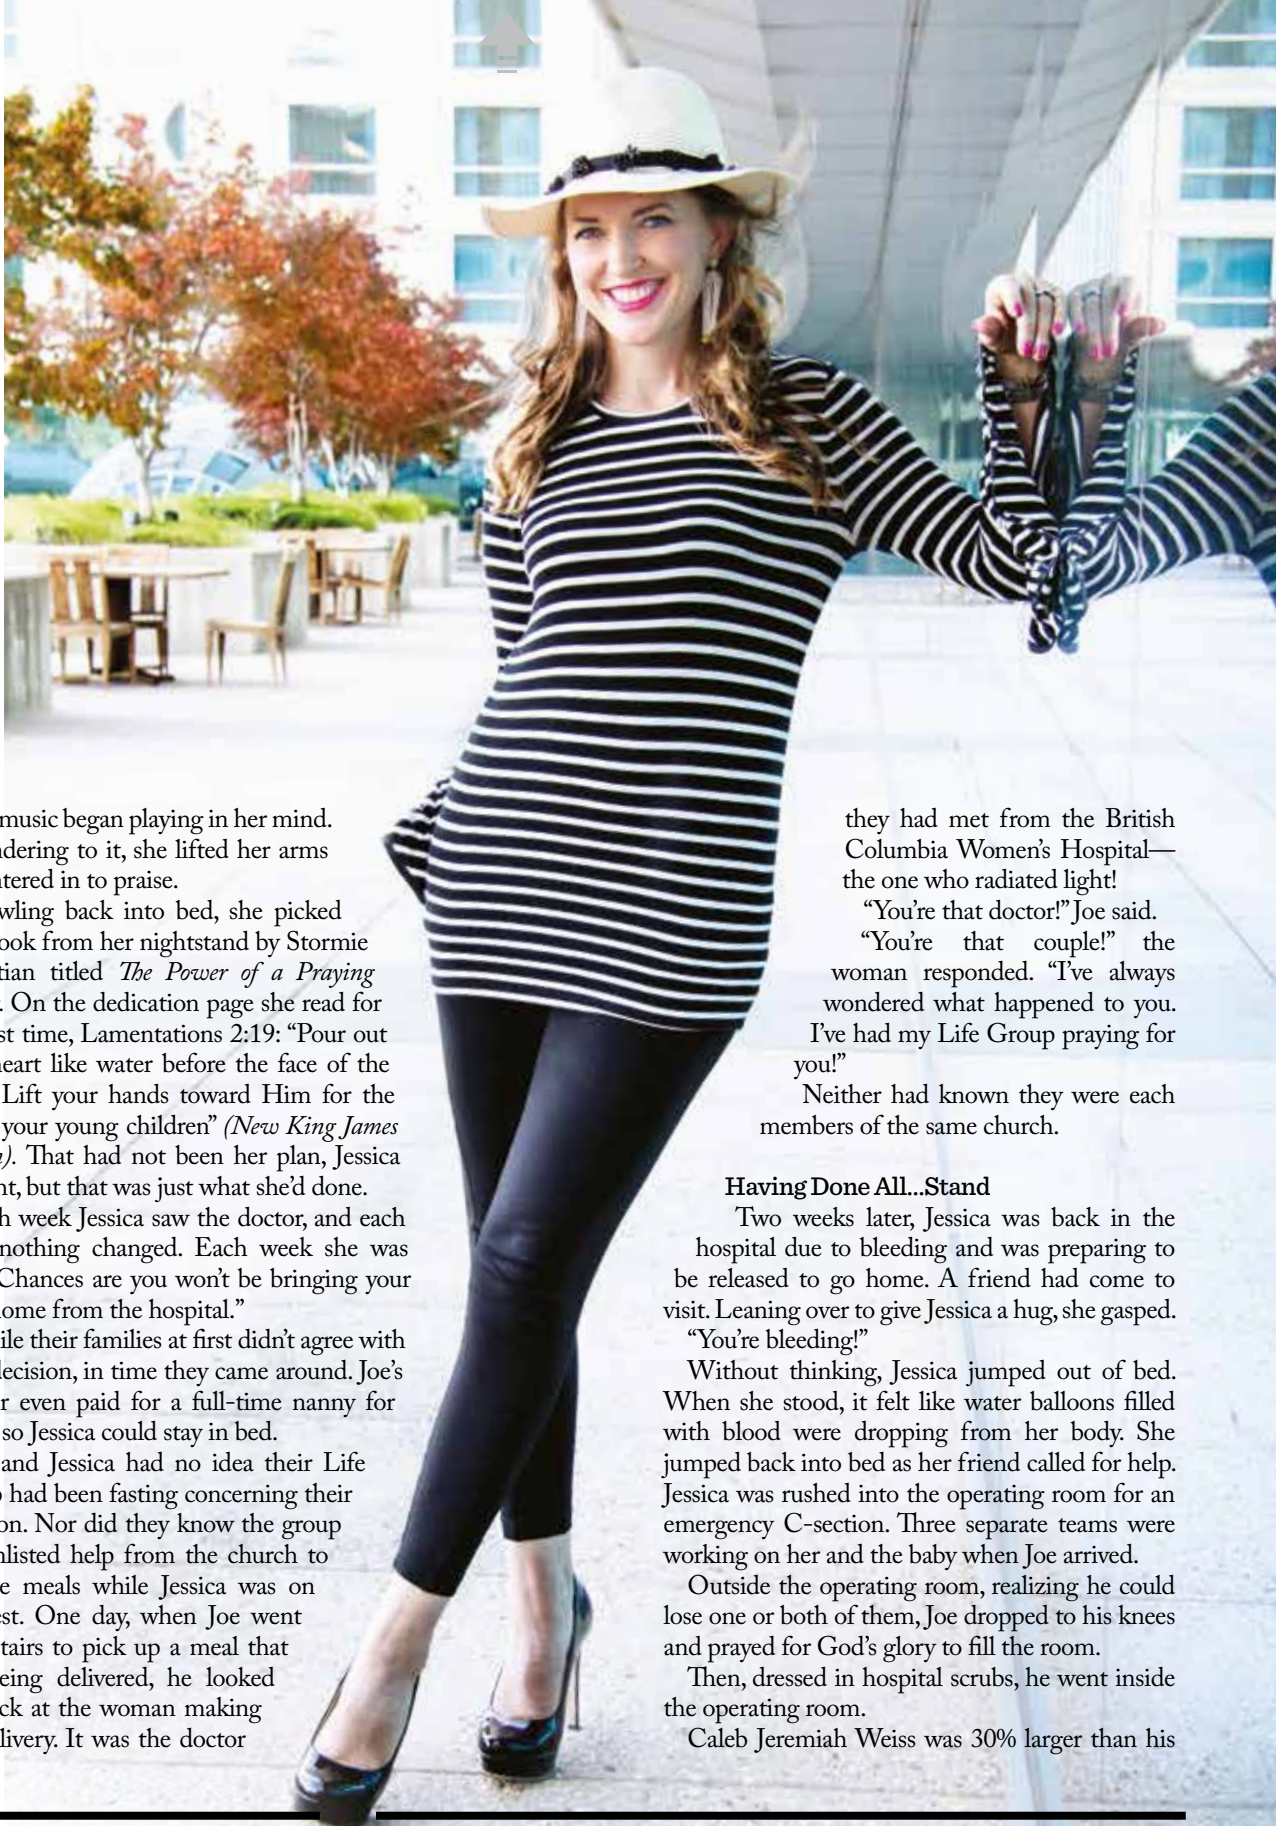 music began playing in her mind.
ndering to it, she lifted her arms
ntered in to praise.
wling back into bed, she picked
ook from her nightstand by Stormie
tian titled The Power of a Praying
. On the dedication page she read for
st time, Lamentations 2:19: “Pour out
heart like water before the face of the
Lift your hands toward Him for the
your young children” (New King James
n). That had not been her plan, Jessica
ht, but that was just what she’d done.
h week Jessica saw the doctor, and each
nothing changed. Each week she was
Chances are you won’t be bringing your
ome from the hospital.”
ile their families at first didn’t agree with
decision, in time they came around. Joe’s
r even paid for a full-time nanny for
so Jessica could stay in bed.
and Jessica had no idea their Life
p had been fasting concerning their
on. Nor did they know the group
nlisted help from the church to
e meals while Jessica was on
est. One day, when Joe went
tairs to pick up a meal that
eing delivered, he looked
ck at the woman making
livery. It was the doctor
they had met from the British
Columbia Women’s Hospital—
the one who radiated light!
“You’re that doctor!” Joe said.
“You’re that couple!” the
woman responded. “I’ve always
wondered what happened to you.
I’ve had my Life Group praying for
you!”
Neither had known they were each
members of the same church.
Having Done All...Stand
Two weeks later, Jessica was back in the
hospital due to bleeding and was preparing to
be released to go home. A friend had come to
visit. Leaning over to give Jessica a hug, she gasped.
“You’re bleeding!”
Without thinking, Jessica jumped out of bed.
When she stood, it felt like water balloons filled
with blood were dropping from her body. She
jumped back into bed as her friend called for help.
Jessica was rushed into the operating room for an
emergency C-section. Three separate teams were
working on her and the baby when Joe arrived.
Outside the operating room, realizing he could
lose one or both of them, Joe dropped to his knees
and prayed for God’s glory to fill the room.
Then, dressed in hospital scrubs, he went inside
the operating room.
Caleb Jeremiah Weiss was 30% larger than his